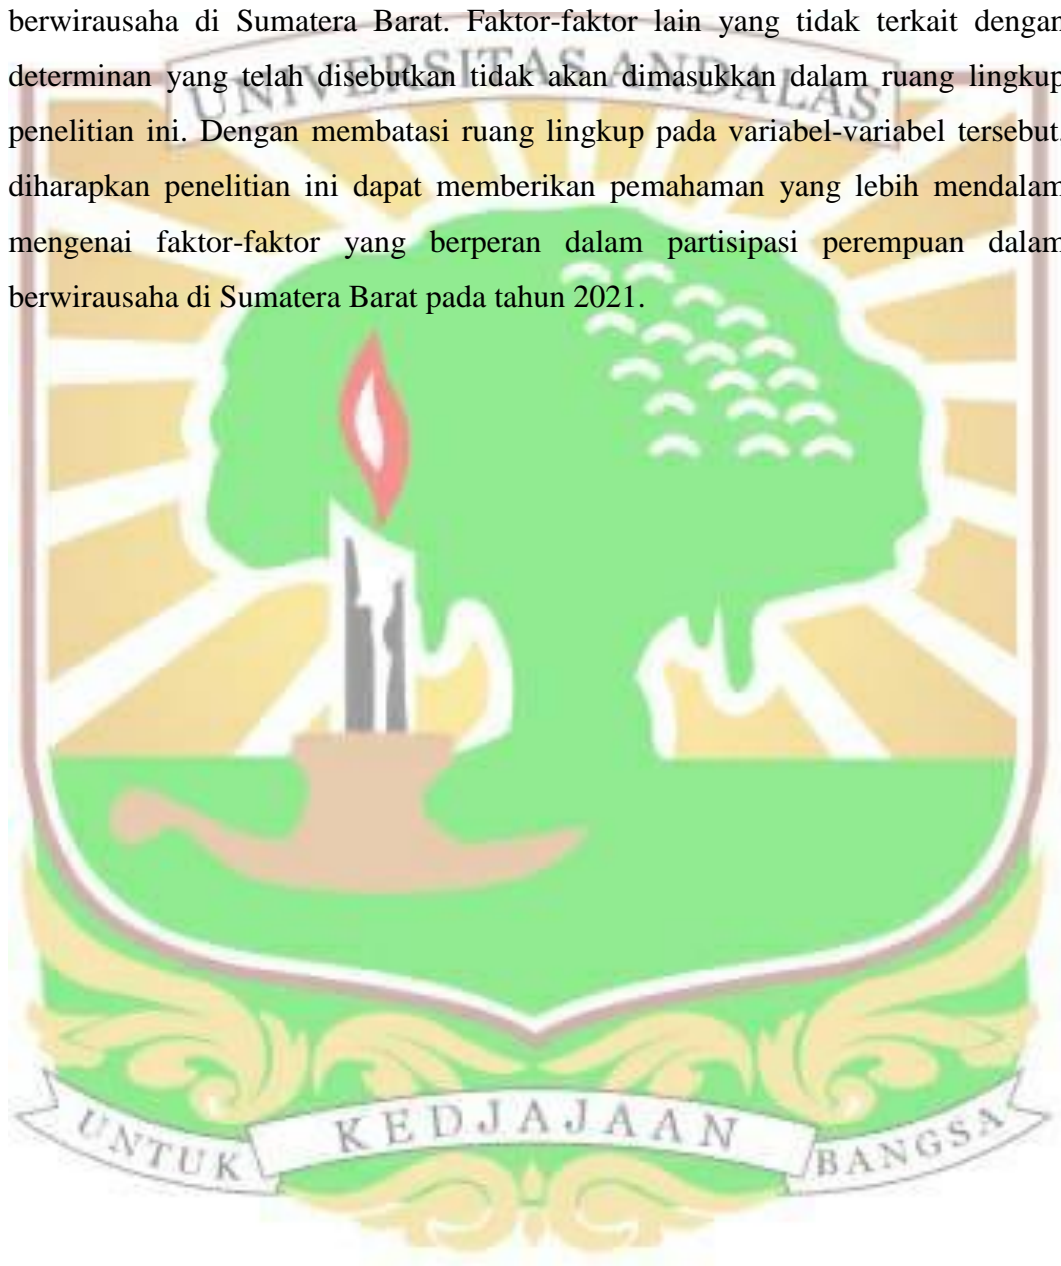 berwirausaha di Sumatera Barat. Faktor-faktor lain yang tidak terkait dengan
UNIVERSITAS ANDALAS
determinan yang telah disebutkan tidak akan dimasukkan dalam ruang lingkup
penelitian ini. Dengan membatasi ruang lingkup pada variabel-variabel tersebut,
diharapkan penelitian ini dapat memberikan pemahaman yang lebih mendalam
mengenai faktor-faktor yang berperan dalam partisipasi perempuan dalam
berwirausaha di Sumatera Barat pada tahun 2021.
UNTUK KEDJAJAAN BANGSA